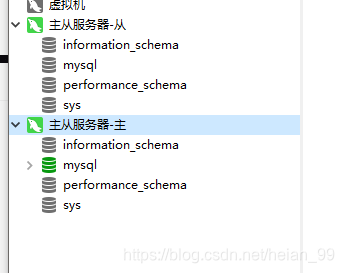 虚拟机
主从服务器-从
information_schema
mysql
performance_schema
sys
主从服务器-主
information_schema
mysql
performance_schema
sys
https://blog.csdn.net/heian_99